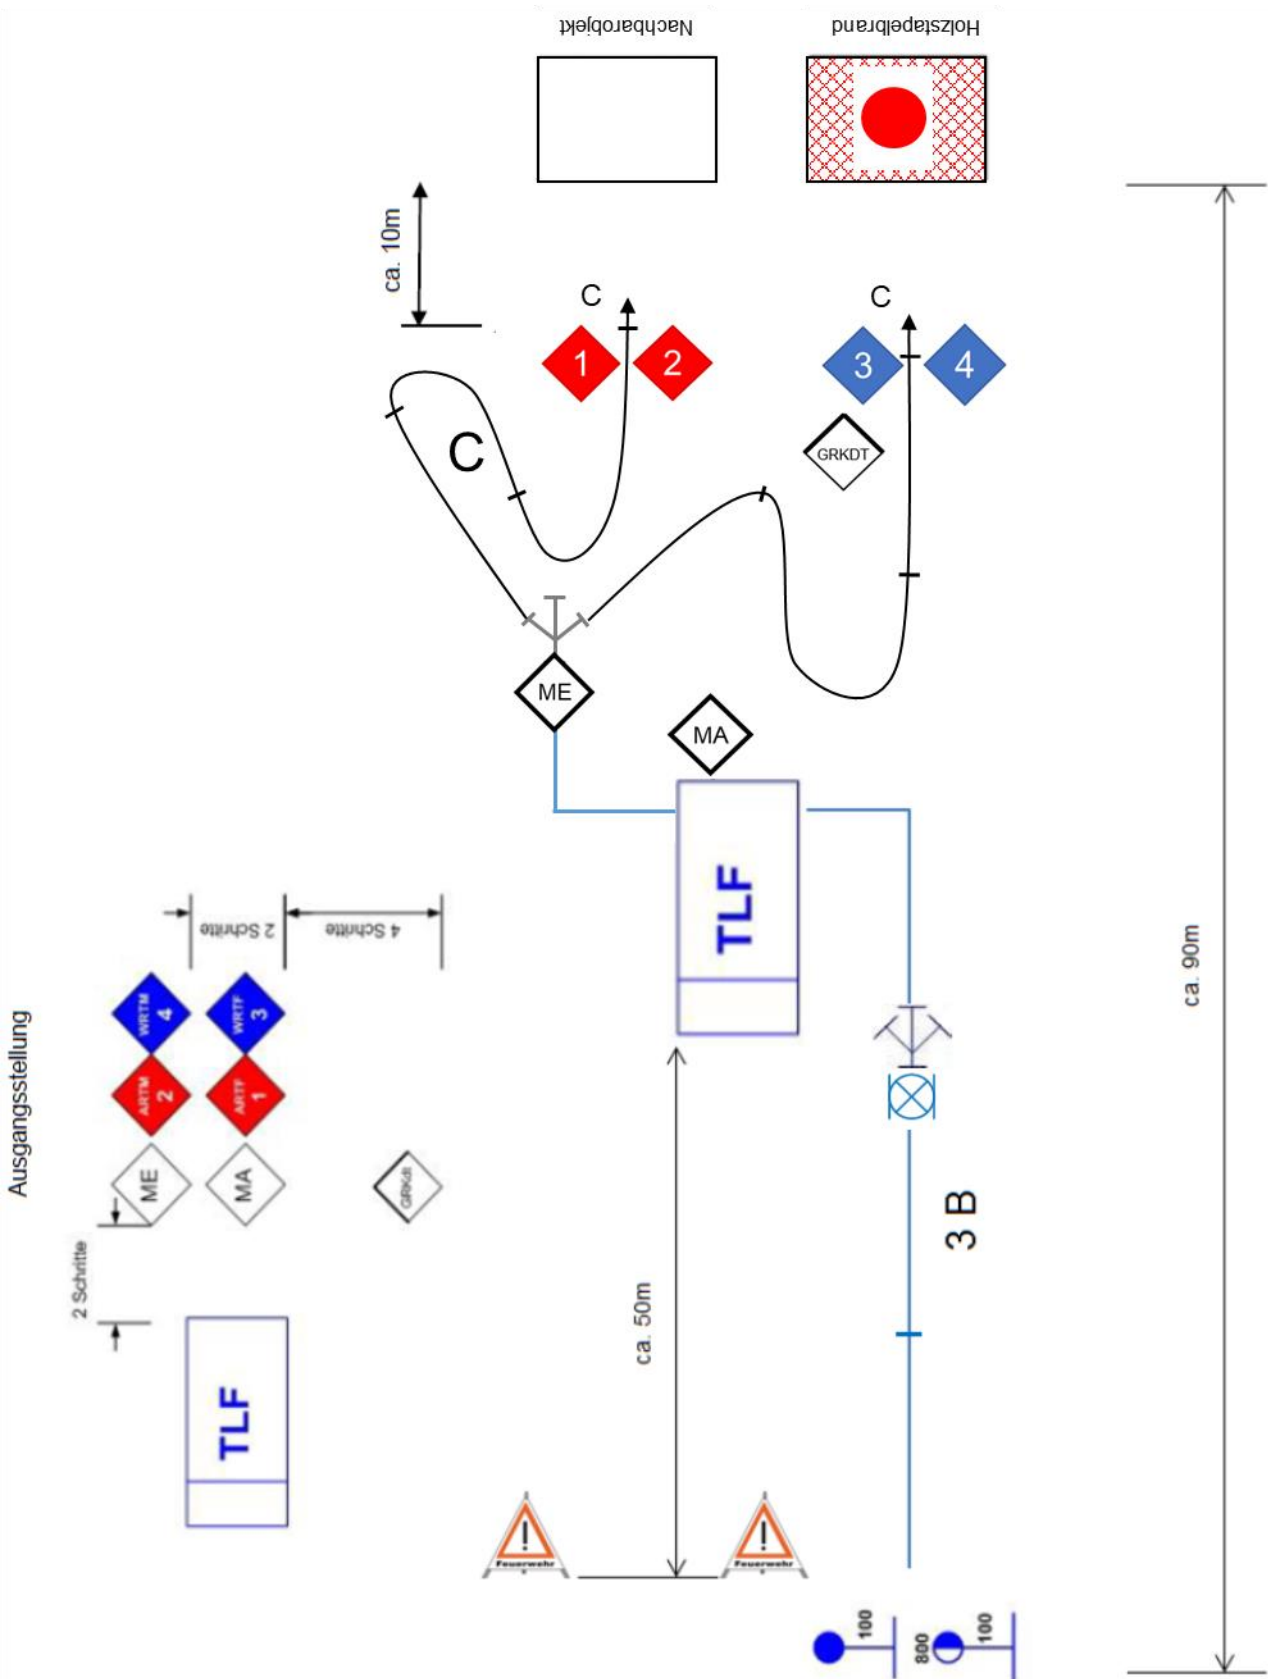 Nachbarobjekt
Holzstapelbrand
ca. 10m
C
C
1
2
3
4
C
GRKDT
ME
MA
TLF
2 Schritte
4 Schritte
Ausgangsstellung
WRTM
4
WRTF
3
ARTM
2
ARTF
1
ME
MA
GRKdt
2 Schritte
TLF
ca. 90m
3 B
ca. 50m
!
Feuerwehr
!
Feuerwehr
100
800
100